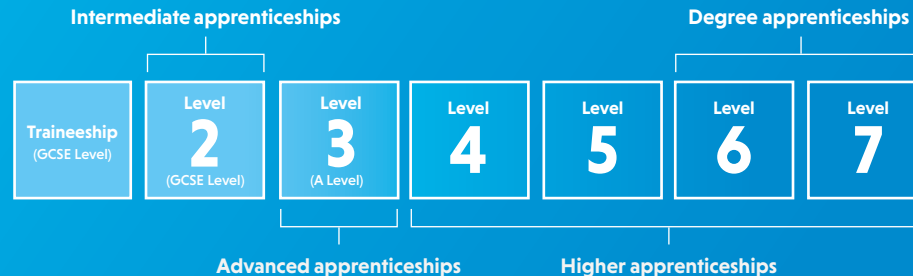 Intermediate apprenticeships
Degree apprenticeships
Traineeship
(GCSE Level)
Level
2
(GCSE Level)
Level
3
(A Level)
Level
4
Level
5
Level
6
Level
7
Advanced apprenticeships
Higher apprenticeships